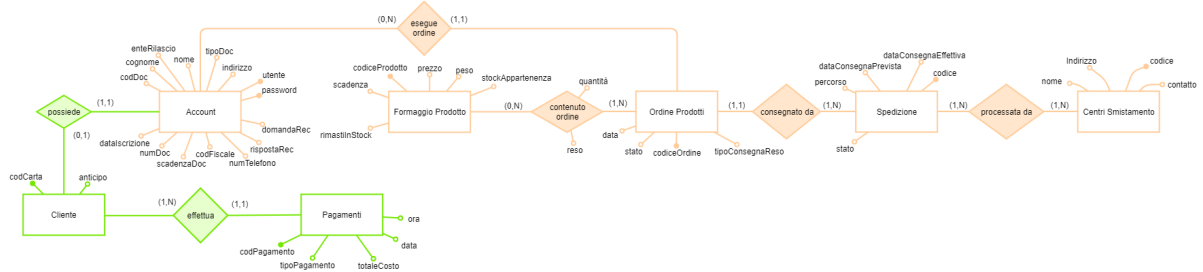 (0,N)
esegue
ordine
(1,1)
enteRilascio
tipoDoc
nome
cognome
indirizzo
codDoc
utente
password
codiceProdotto
prezzo
peso
scadenza
stockAppartenenza
quantità
dataConsegnaEffettiva
dataConsegnaPrevista
percorso
codice
Indirizzo
codice
nome
contatto
possiede
(1,1)
Account
Formaggio Prodotto
(0,N)
contenuto
ordine
(1,N)
Ordine Prodotti
(1,1)
consegnato da
(1,N)
Spedizione
(1,N)
processata da
(1,N)
Centri Smistamento
(0,1)
domandaRec
rimastiInStock
data
dataIscrizione
numDoc
scadenzaDoc
codFiscale
numTelefono
rispostaRec
reso
stato
codiceOrdine
tipoConsegnaReso
stato
codCarta
anticipo
Cliente
(1,N)
effettua
(1,1)
Pagamenti
ora
data
codPagamento
tipoPagamento
totaleCosto